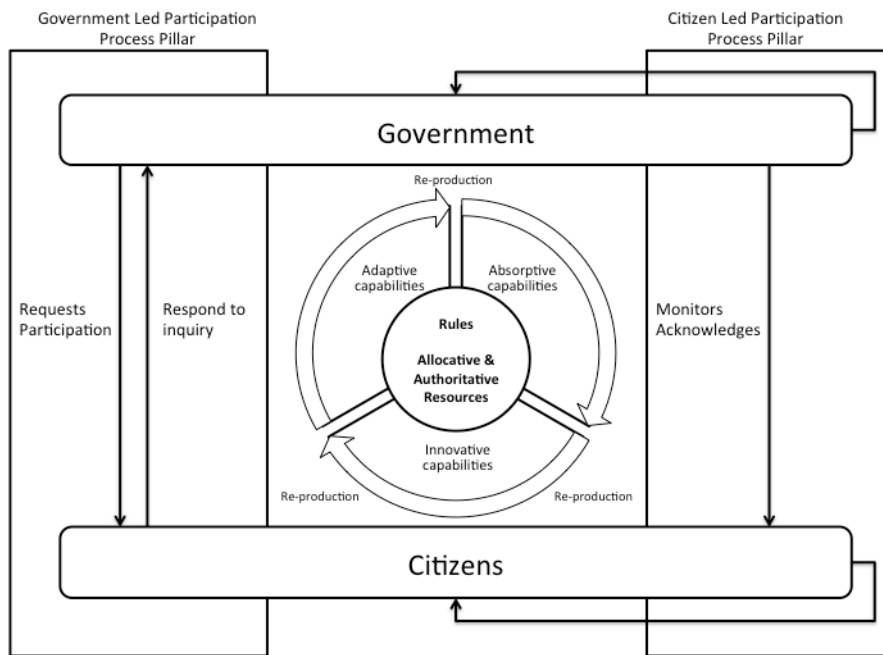 Government Led Participation
Process Pillar
Citizen Led Participation
Process Pillar
Government
Re-production
Adaptive
capabilities
Absorptive
capabilities
Requests
Participation
Respond to
inquiry
Monitors
Acknowledges
Rules
Allocative &
Authoritative
Resources
Innovative
capabilities
Re-production
Re-production
Citizens